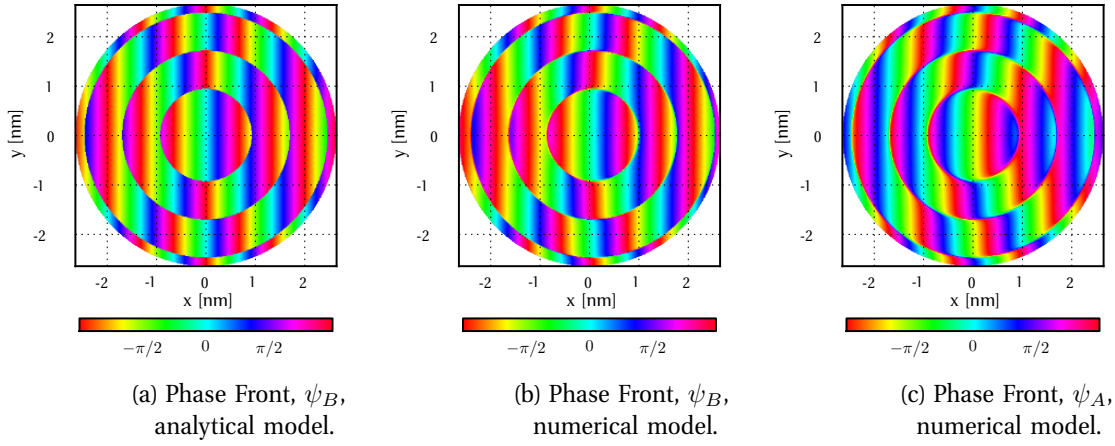 2
1
0
-1
-2
y [nm]
-2 -1 0 1 2
x [nm]
−π/2 0 π/2
(a) Phase Front, ψ_B,
analytical model.
2
1
0
-1
-2
y [nm]
-2 -1 0 1 2
x [nm]
−π/2 0 π/2
(b) Phase Front, ψ_B,
numerical model.
2
1
0
-1
-2
y [nm]
-2 -1 0 1 2
x [nm]
−π/2 0 π/2
(c) Phase Front, ψ_A,
numerical model.